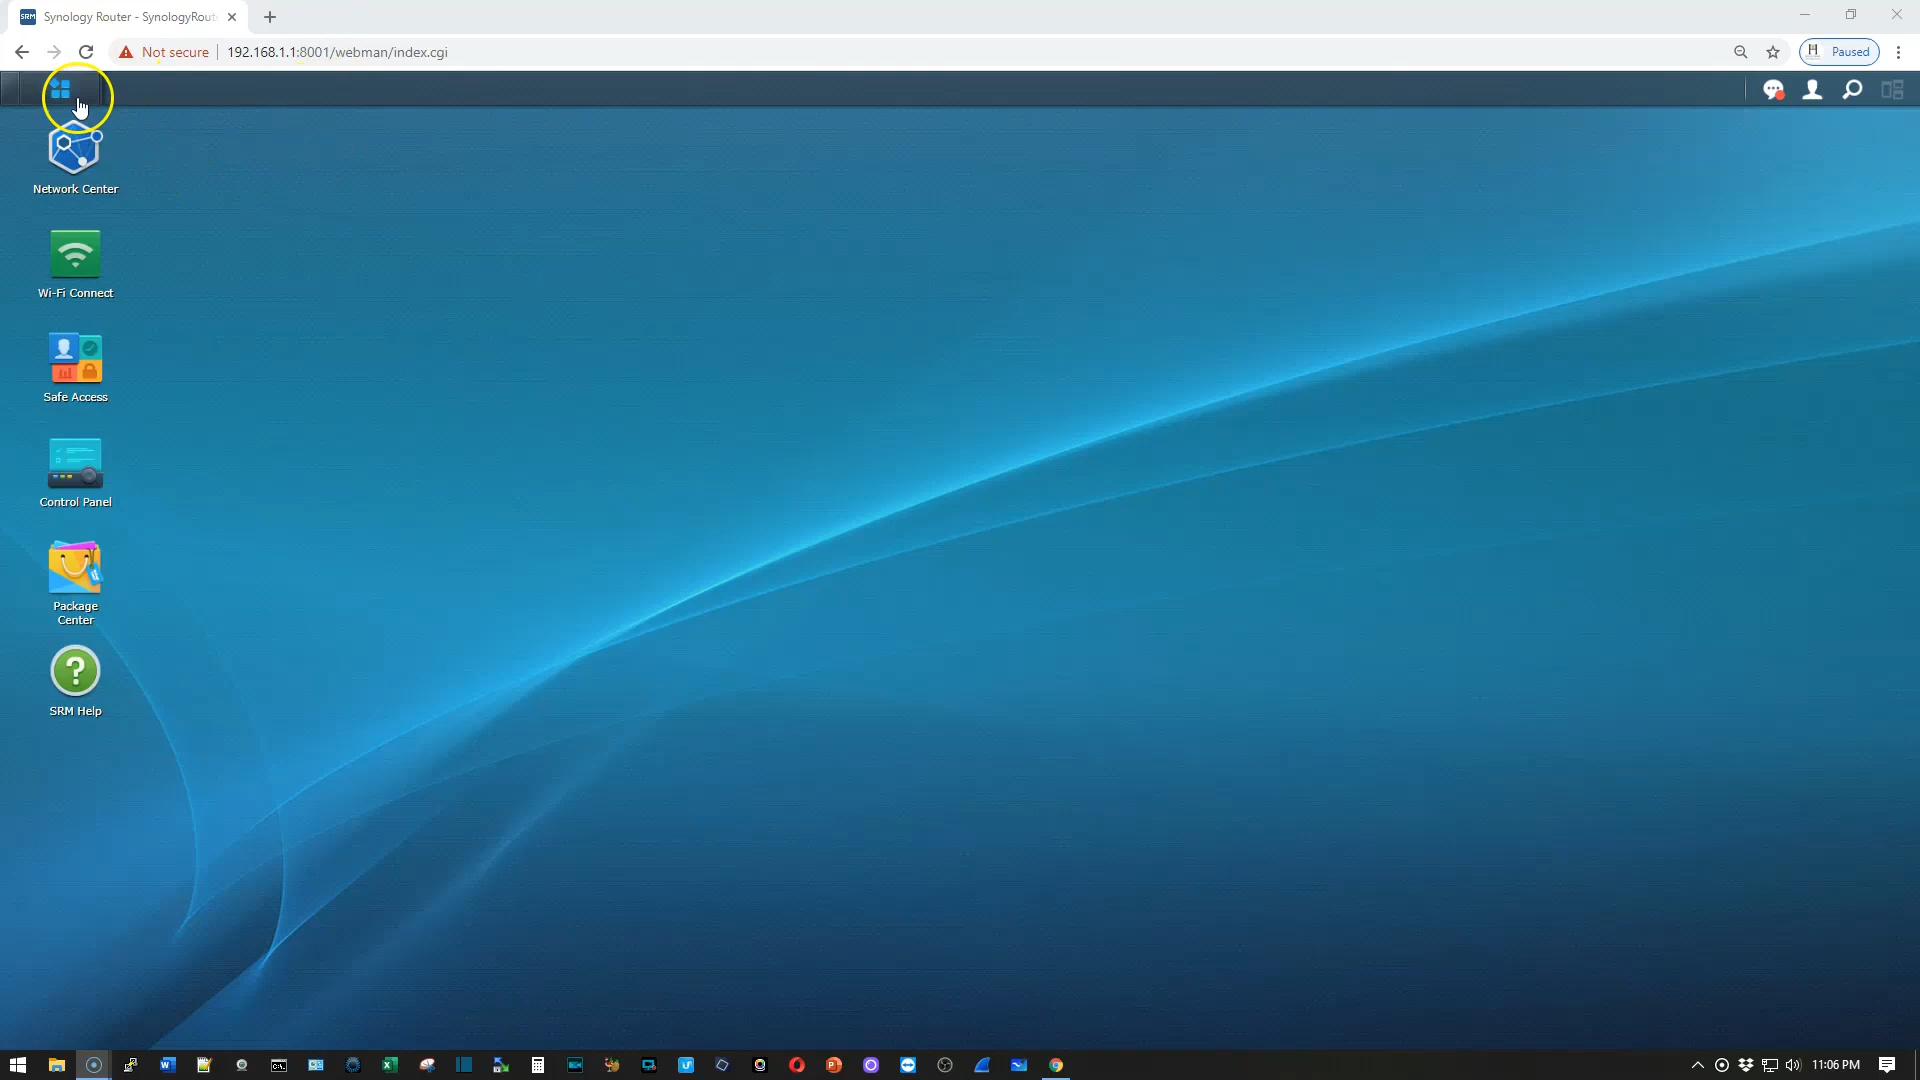 SRM Synology Router - SynologyRout
Not secure 192.168.1.1:8001/webman/index.cgi Paused
Network Center
Wi-Fi Connect
Safe Access
Control Panel
Package
Center
SRM Help
11:06 PM